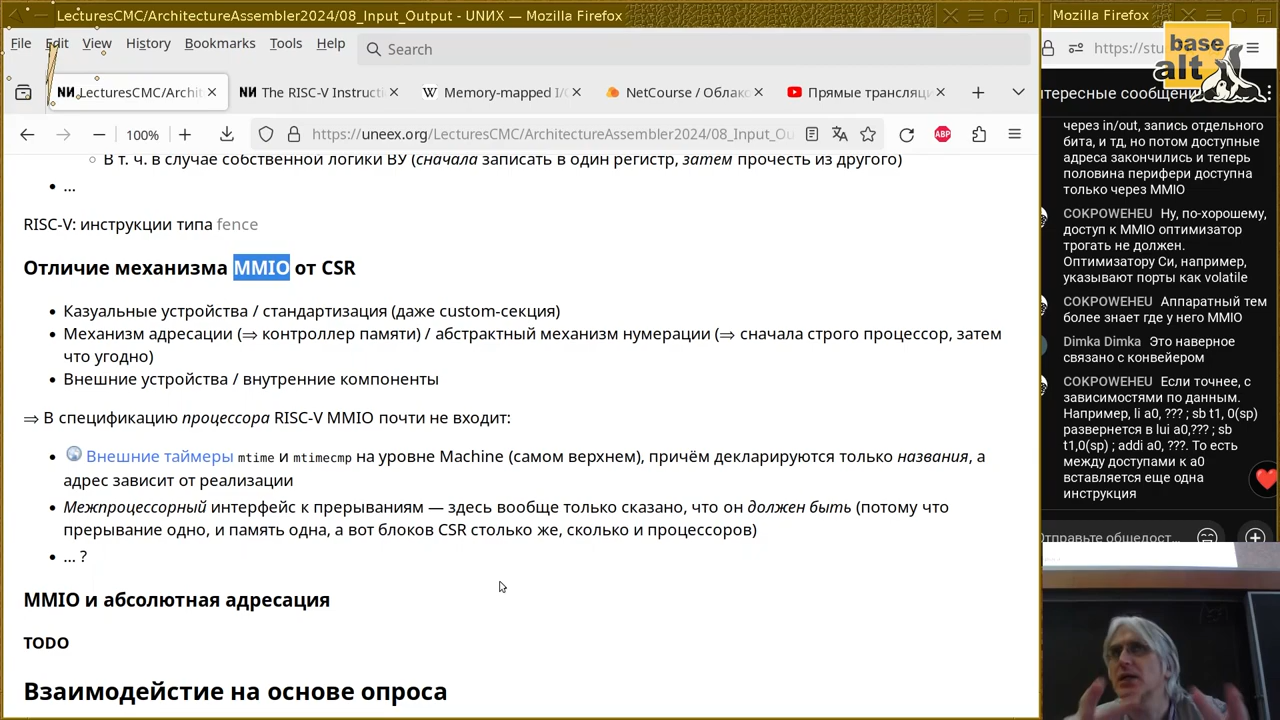 LecturesCMC/ArchitectureAssembler2024/08_Input_Output - UNИX — Mozilla Firefox
Mozilla Firefox
File Edit View History Bookmarks Tools Help
Search
https://stu
base
alt
NИ LecturesCMC/Archit
NИ The RISC-V Instructi
W Memory-mapped I/O
NetCourse / Облако
Прямые трансляци
100%
https://uneex.org/LecturesCMC/ArchitectureAssembler2024/08_Input_Ou
ABP
В т. ч. в случае собственной логики ВУ (сначала записать в один регистр, затем прочесть из другого)
...
RISC-V: инструкции типа fence
Отличие механизма MMIO от CSR
Казуальные устройства / стандартизация (даже custom-секция)
Механизм адресации (⇒ контроллер памяти) / абстрактный механизм нумерации (⇒ сначала строго процессор, затем
что угодно)
Внешние устройства / внутренние компоненты
⇒ В спецификацию процессора RISC-V MMIO почти не входит:
Внешние таймеры mtime и mtimecmp на уровне Machine (самом верхнем), причём декларируются только названия, а
адрес зависит от реализации
Межпроцессорный интерфейс к прерываниям — здесь вообще только сказано, что он должен быть (потому что
прерывание одно, и память одна, а вот блоков CSR столько же, сколько и процессоров)
... ?
MMIO и абсолютная адресация
TODO
Взаимодейстие на основе опроса
тересные сообщени
через in/out, запись отдельного
бита, и тд, но потом доступные
адреса закончились и теперь
половина перифери доступна
только через MMIO
COKPOWEHEU Ну, по-хорошему,
доступ к MMIO оптимизатор
трогать не должен.
Оптимизатору Си, например,
указывают порты как volatile
COKPOWEHEU Аппаратный тем
более знает где у него MMIO
Dimka Dimka Это наверное
связано с конвейером
COKPOWEHEU Если точнее, с
зависимостями по данным.
Например, li a0, ??? ; sb t1, 0(sp)
развернется в lui a0,??? ; sb
t1,0(sp) ; addi a0, ???. То есть
между доступами к a0
вставляется еще одна
инструкция
тправить общедост...